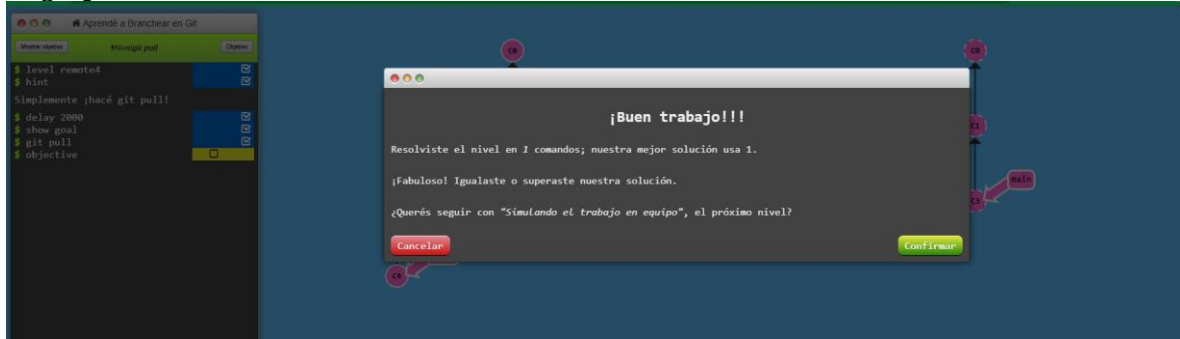 Aprendé a Branchear en Git
Mostrar objetivo
git pull
Objetivo
$ level remote4
$ hint
Simplemente ¡hacé git pull!
$ delay 2000
$ show goal
$ git pull
$ objective
C0
C0
C1
main
C3
C4
¡Buen trabajo!!!
Resolviste el nivel en 1 comandos; nuestra mejor solución usa 1.
¡Fabuloso! Igualaste o superaste nuestra solución.
¿Querés seguir con "Simulando el trabajo en equipo", el próximo nivel?
Cancelar
Confirmar